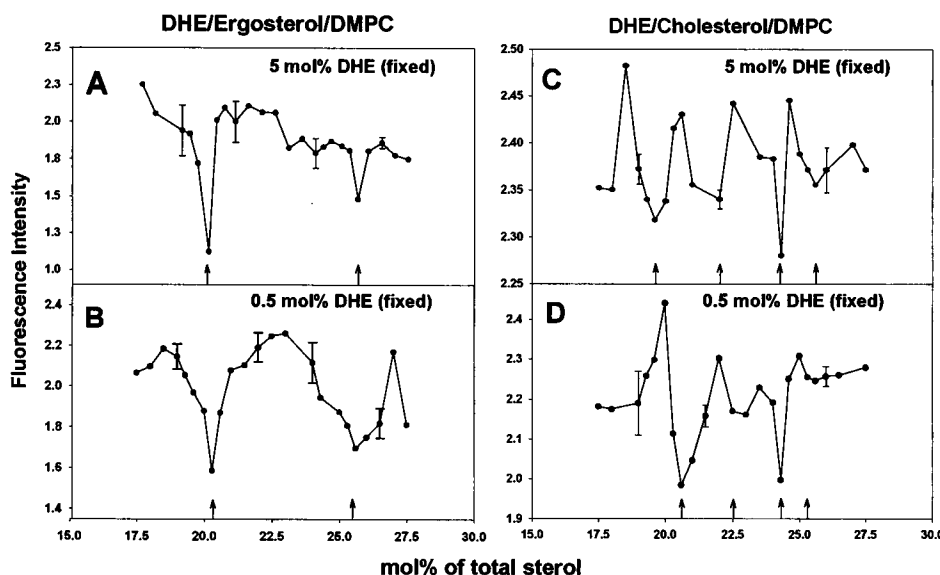 DHE/Ergosterol/DMPC
DHE/Cholesterol/DMPC
Fluorescence Intensity
A
5 mol% DHE (fixed)
2.5
2.3
2.0
1.8
1.5
1.3
1.0
B
0.5 mol% DHE (fixed)
2.4
2.2
2.0
1.8
1.6
1.4
15.0 17.5 20.0 22.5 25.0 27.5 30.0
C
5 mol% DHE (fixed)
2.50
2.45
2.40
2.35
2.30
2.25
D
0.5 mol% DHE (fixed)
2.4
2.3
2.2
2.1
2.0
1.9
15.0 17.5 20.0 22.5 25.0 27.5 30.0
mol% of total sterol